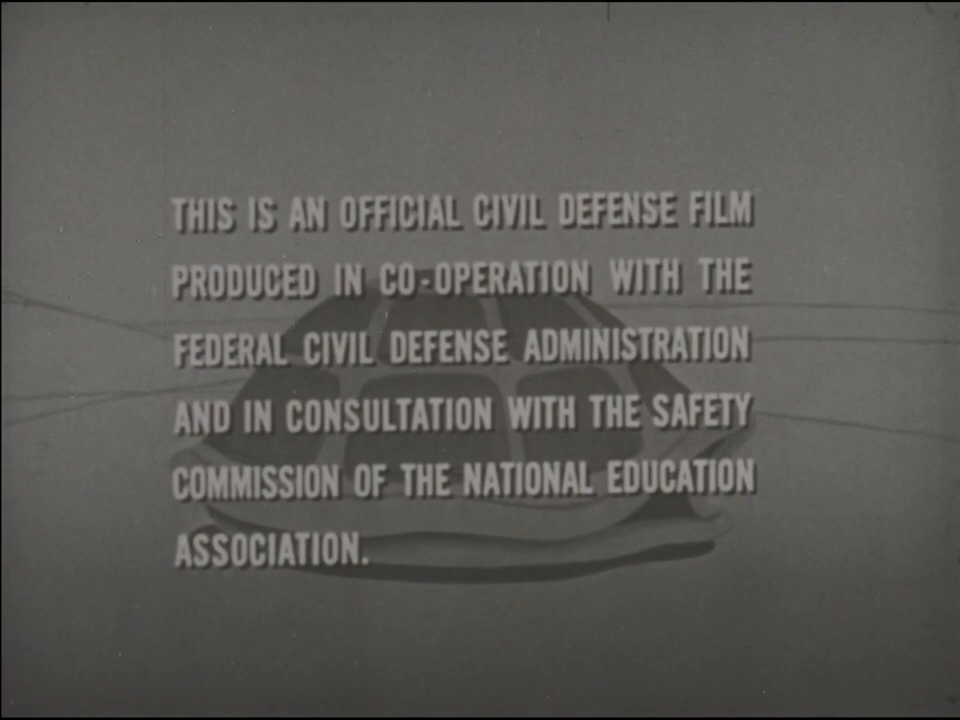 THIS IS AN OFFICIAL CIVIL DEFENSE FILM
PRODUCED IN CO-OPERATION WITH THE
FEDERAL CIVIL DEFENSE ADMINISTRATION
AND IN CONSULTATION WITH THE SAFETY
COMMISSION OF THE NATIONAL EDUCATION
ASSOCIATION.